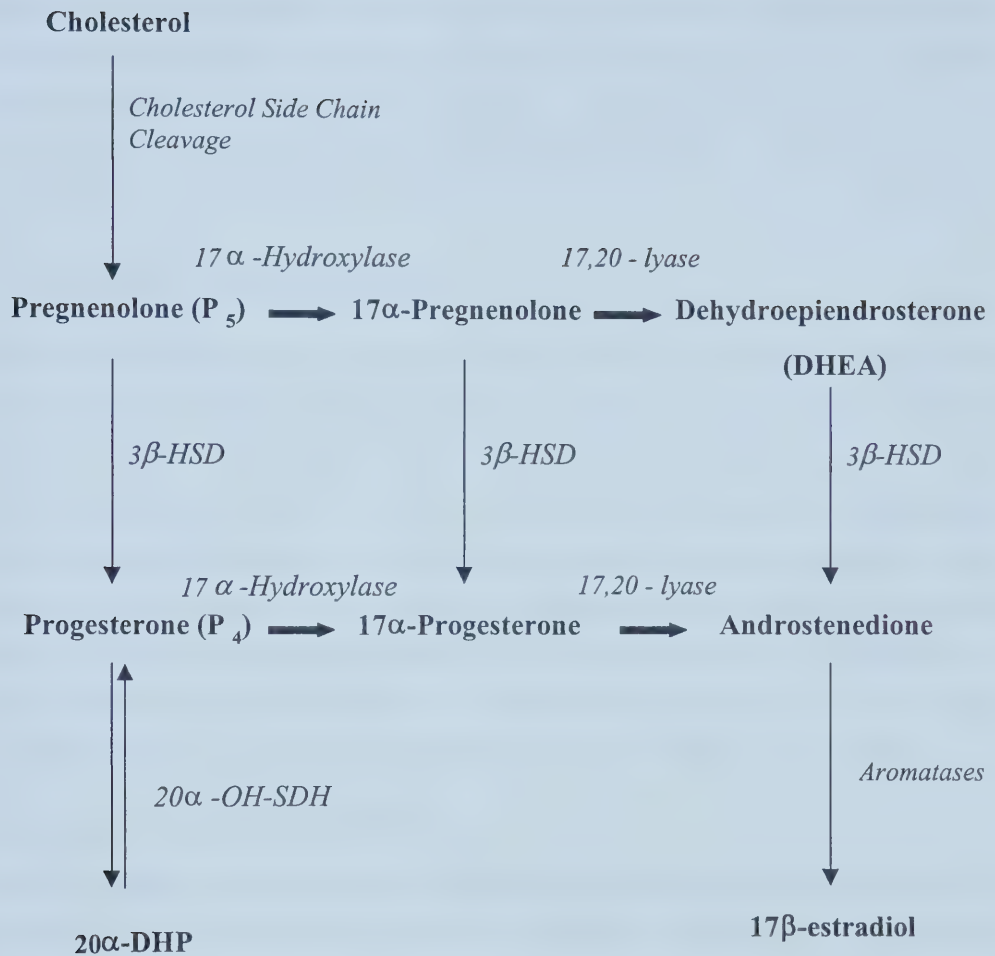 Cholesterol
Cholesterol Side Chain
Cleavage
17 α -Hydroxylase 17,20 - lyase
Pregnenolone (P 5) 17α-Pregnenolone Dehydroepiendrosterone
(DHEA)
3β-HSD 3β-HSD 3β-HSD
17 α -Hydroxylase 17,20 - lyase
Progesterone (P 4) 17α-Progesterone Androstenedione
Aromatases
20α -OH-SDH
17β-estradiol
20α-DHP